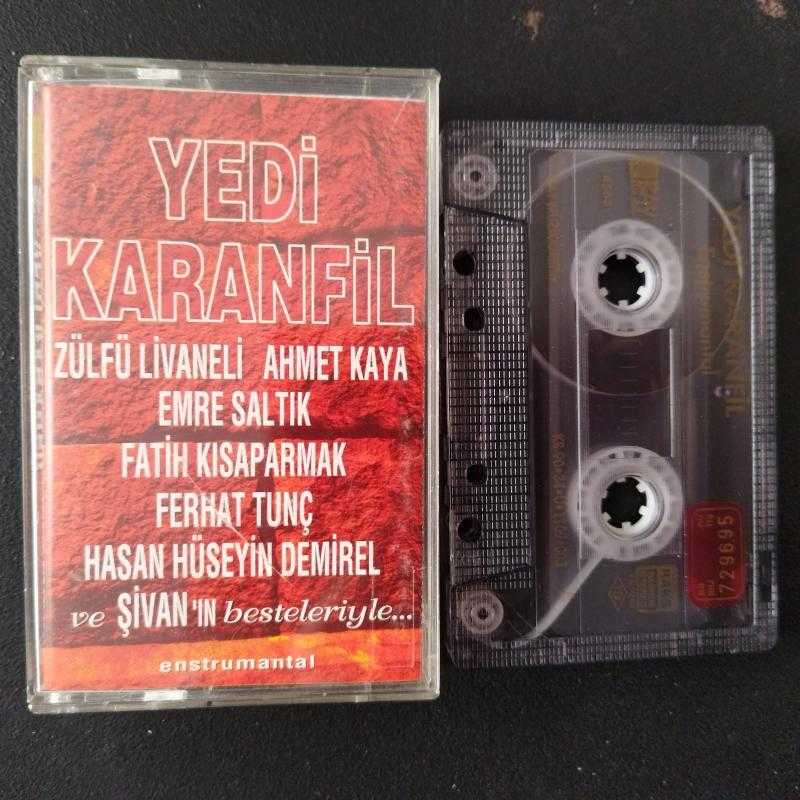 YEDİ
KARANFİL
ZÜLFÜ LİVANELİ AHMET KAYA
EMRE SALTIK
FATİH KISAPARMAK
FERHAT TUNÇ
HASAN HÜSEYİN DEMİREL
ve ŞİVAN'IN besteleriyle...
enstrumantal
YEDİ KARANFİL
729695